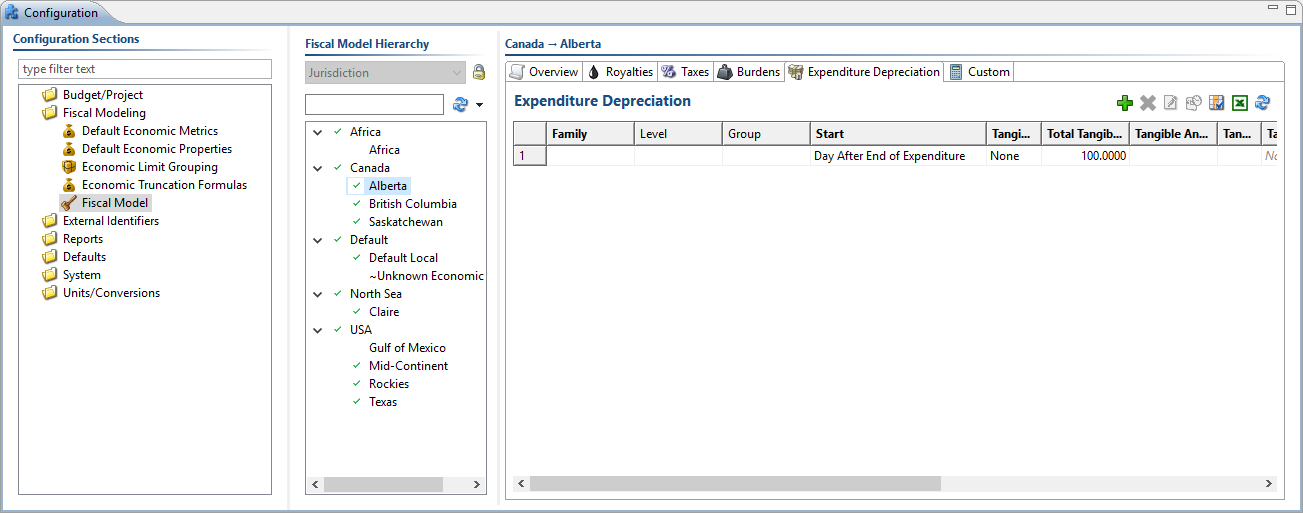 Configuration
Configuration Sections
type filter text
Budget/Project
Fiscal Modeling
Default Economic Metrics
Default Economic Properties
Economic Limit Grouping
Economic Truncation Formulas
Fiscal Model
External Identifiers
Reports
Defaults
System
Units/Conversions
Fiscal Model Hierarchy
Jurisdiction
Africa
Africa
Canada
Alberta
British Columbia
Saskatchewan
Default
Default Local
~Unknown Economic
North Sea
Claire
USA
Gulf of Mexico
Mid-Continent
Rockies
Texas
Canada → Alberta
Overview Royalties Taxes Burdens Expenditure Depreciation Custom
Expenditure Depreciation
Family Level Group Start Tangi... Total Tangib... Tangible An... Tan... Ta
1 Day After End of Expenditure None 100.0000 No